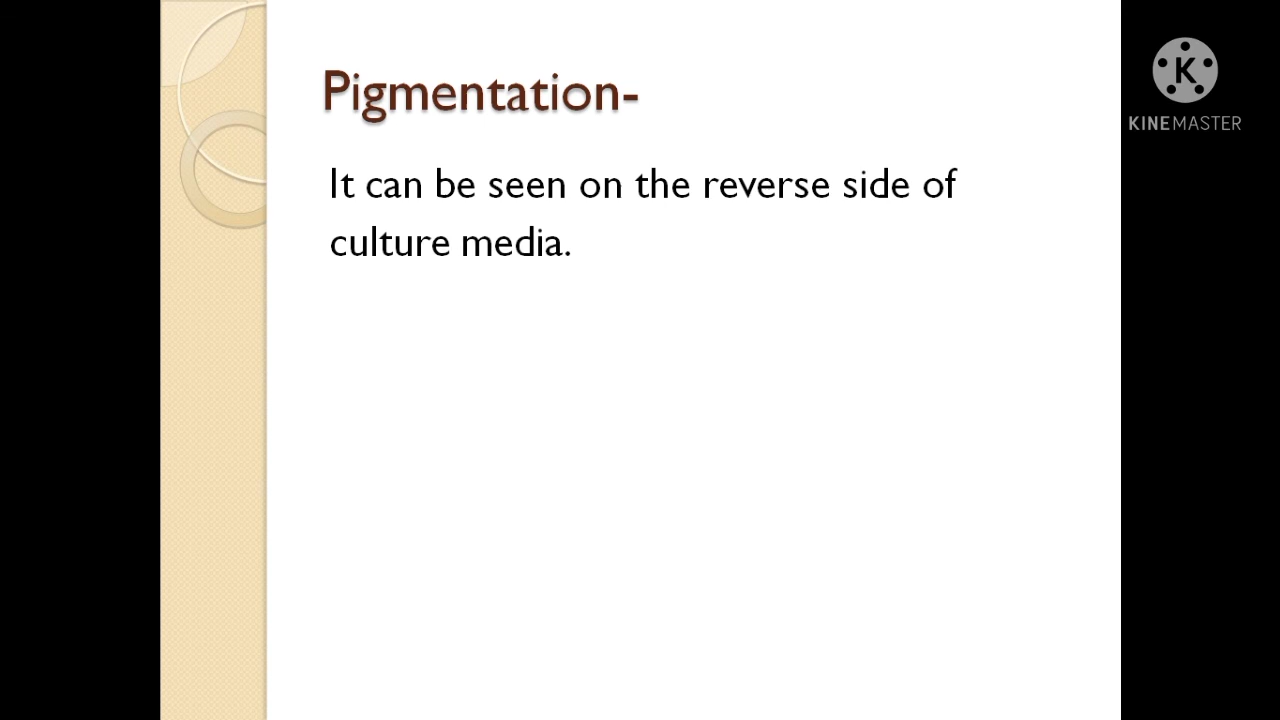 Pigmentation-
It can be seen on the reverse side of
culture media.
K
KINEMASTER